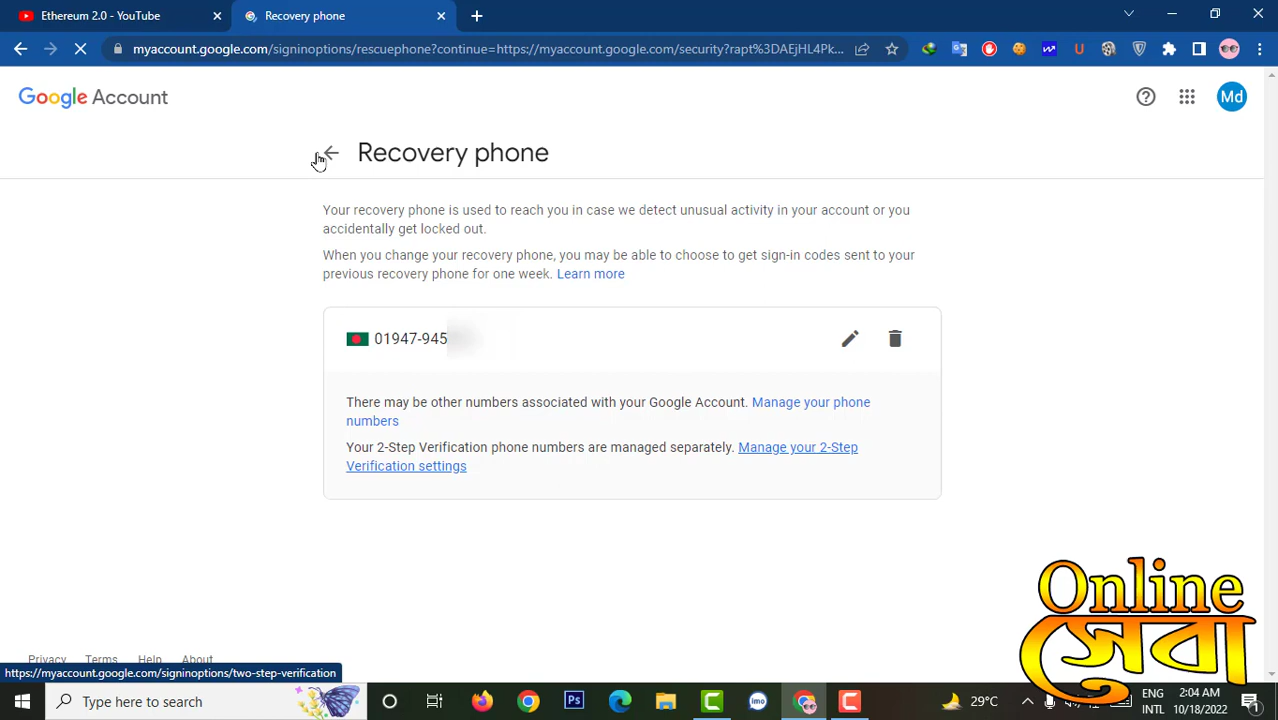 Ethereum 2.0 - YouTube
Recovery phone
myaccount.google.com/signinoptions/rescuephone?continue=https://myaccount.google.com/security?rapt%3DAEjHL4Pk...
Google Account
Md
Recovery phone
Your recovery phone is used to reach you in case we detect unusual activity in your account or you
accidentally get locked out.
When you change your recovery phone, you may be able to choose to get sign-in codes sent to your
previous recovery phone for one week. Learn more
01947-945
There may be other numbers associated with your Google Account. Manage your phone
numbers
Your 2-Step Verification phone numbers are managed separately. Manage your 2-Step
Verification settings
Online
সেবা
Privacy Terms Help About
https://myaccount.google.com/signinoptions/two-step-verification
Type here to search
Ps
imo
29°C
ENG
INTL
2:04 AM
10/18/2022
1